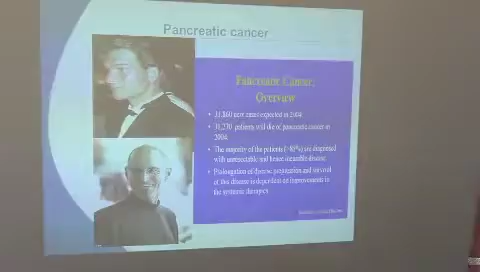 Pancreatic cancer
Pancreatic Cancer:
Overview
• 31,860 new cases expected in 2004
• 31,270 patients will die of pancreatic cancer in
2004
• The majority of the patients (>85%) are diagnosed
with unresectable and hence incurable disease
• Prolongation of disease progression and survival
of this disease is dependent on improvements in
the systemic therapies